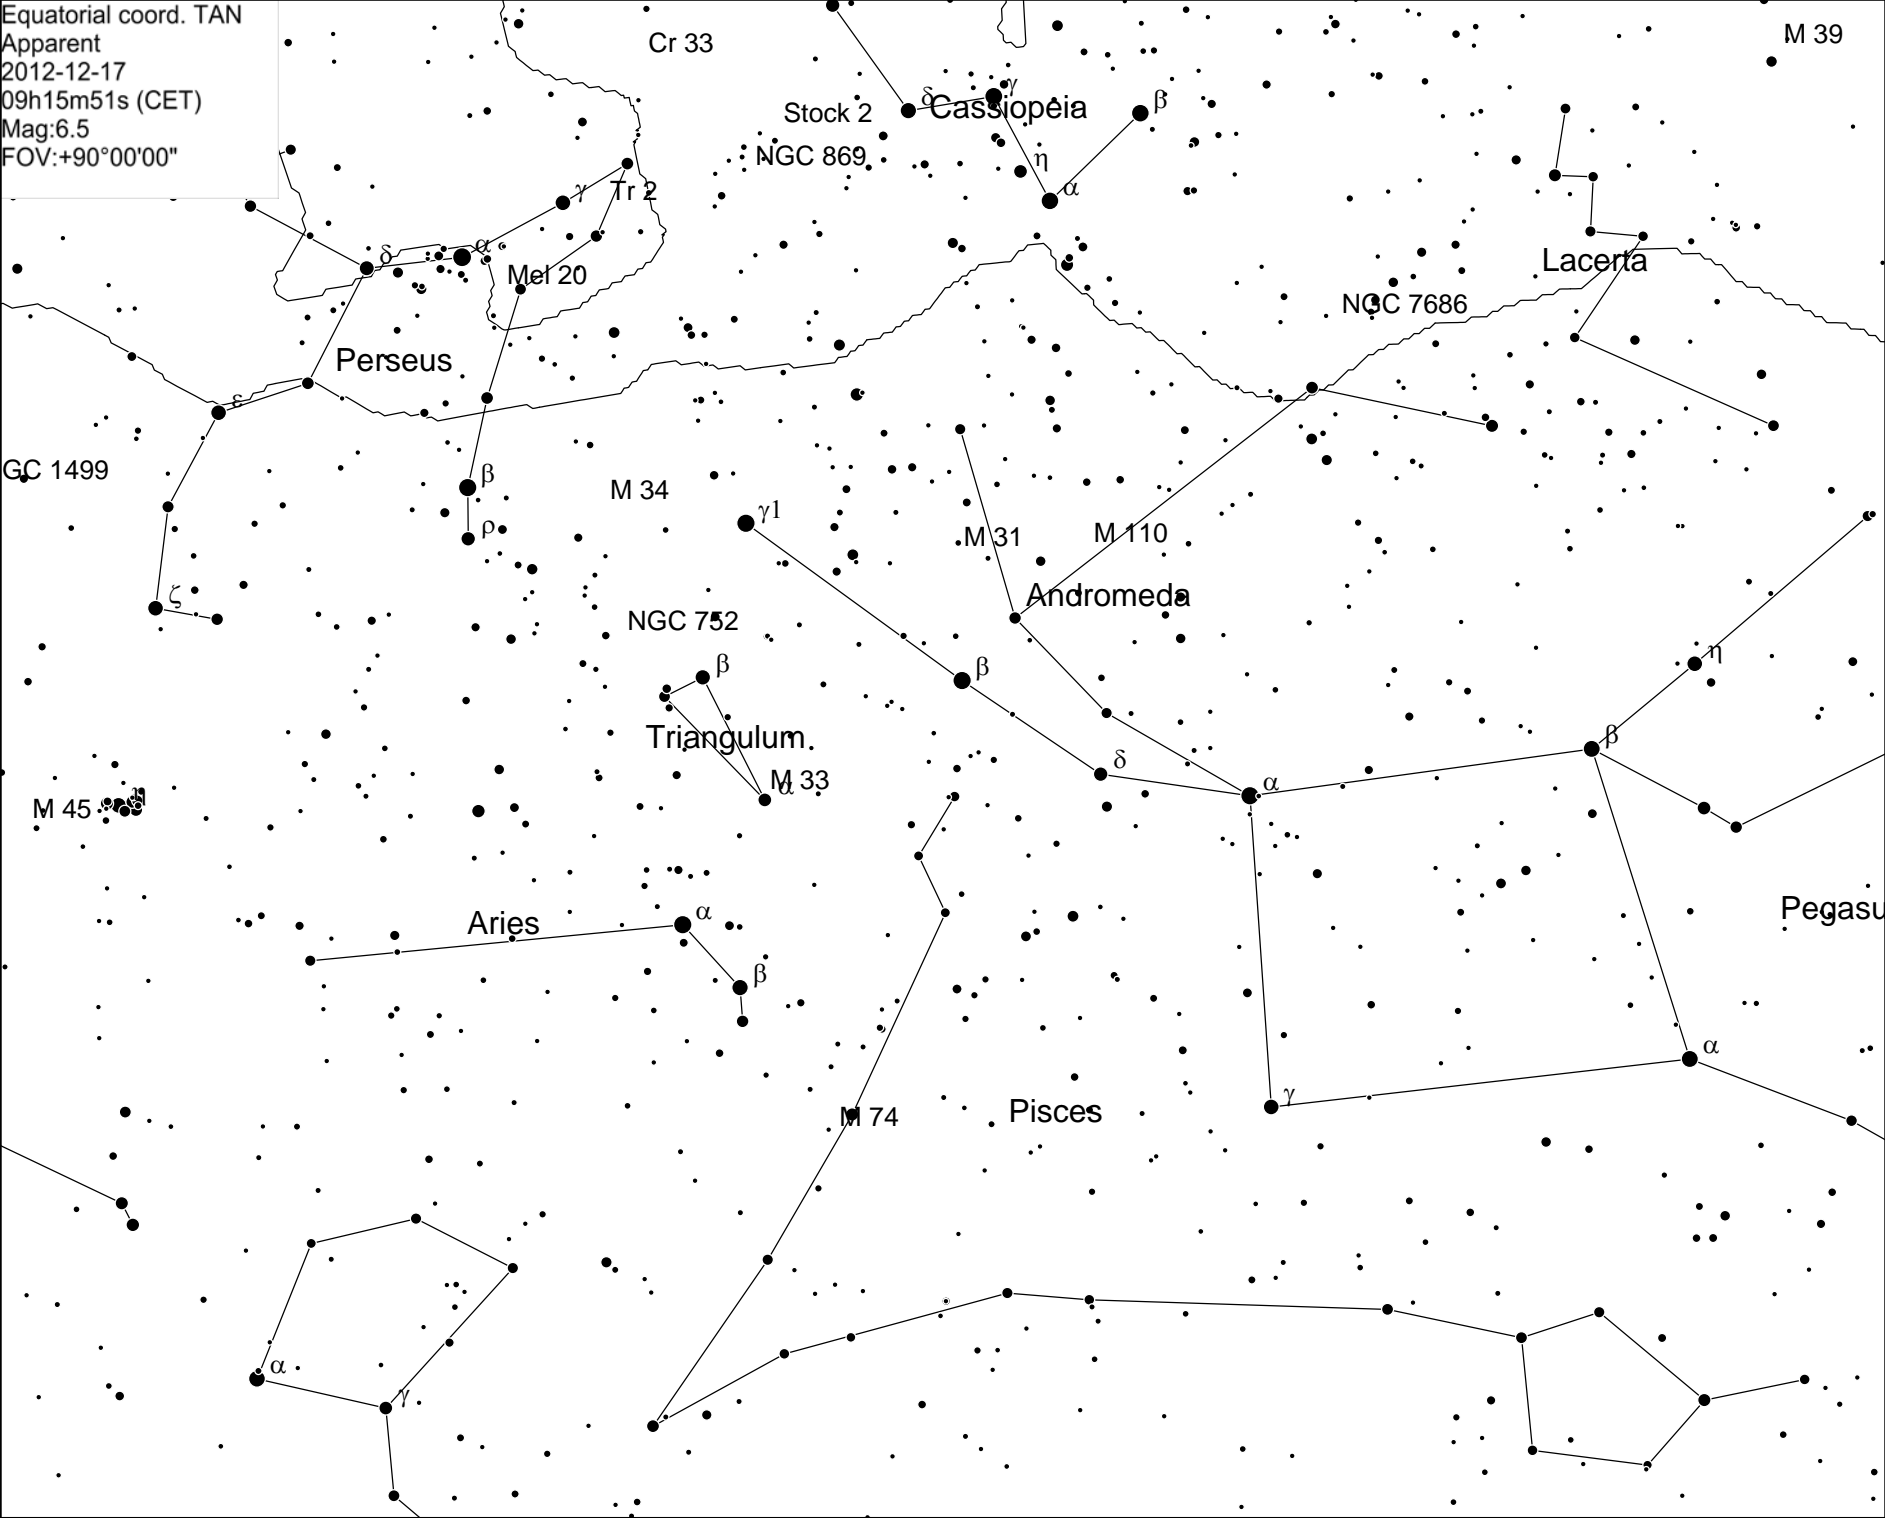 Equatorial coord. TAN
Apparent
2012-12-17
09h15m51s (CET)
Mag:6.5
FOV:+90°00'00"
Cr 33
M 39
γ
δ
Cassiopeia
β
Stock 2
NGC 869
η
α
γ
Tr 2
α
δ
Mel 20
Lacerta
NGC 7686
Perseus
ε
GC 1499
β
M 34
γ1
ρ
M 31
M 110
ζ
Andromeda
NGC 752
β
β
η
Triangulum
β
δ
M 33
α
α
η
M 45
Aries
α
Pegasu
β
α
γ
M 74
Pisces
α
γ